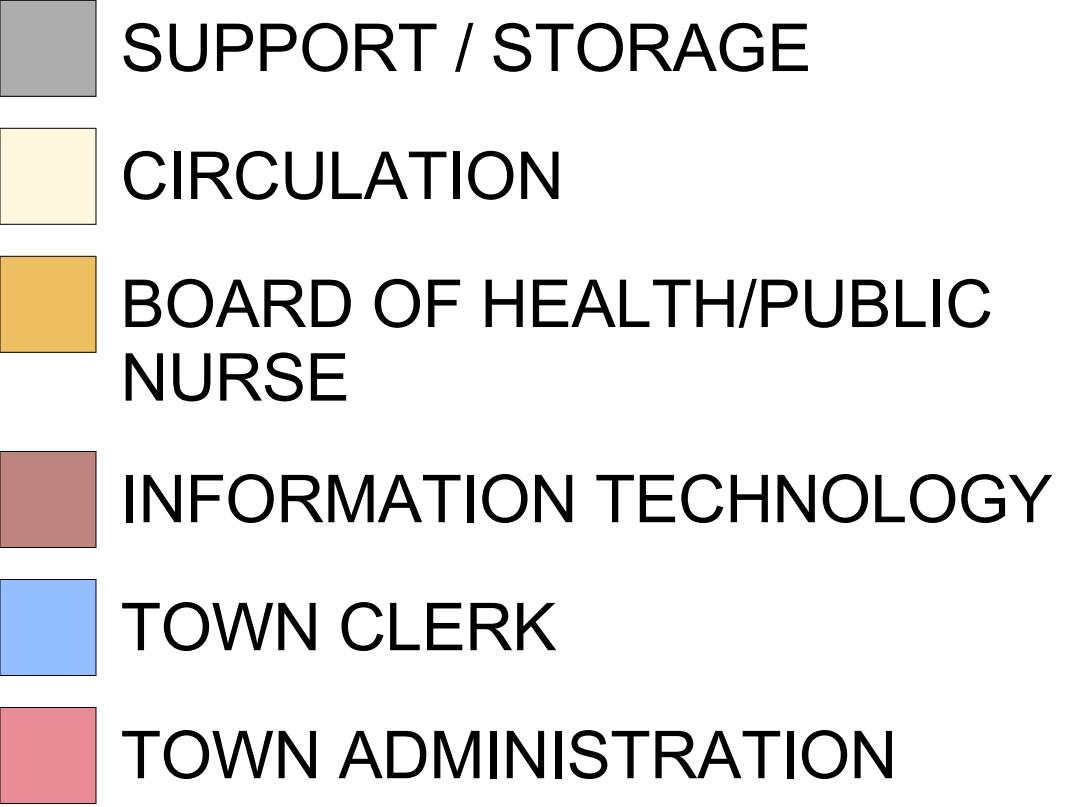 SUPPORT / STORAGE
CIRCULATION
BOARD OF HEALTH/PUBLIC
NURSE
INFORMATION TECHNOLOGY
TOWN CLERK
TOWN ADMINISTRATION